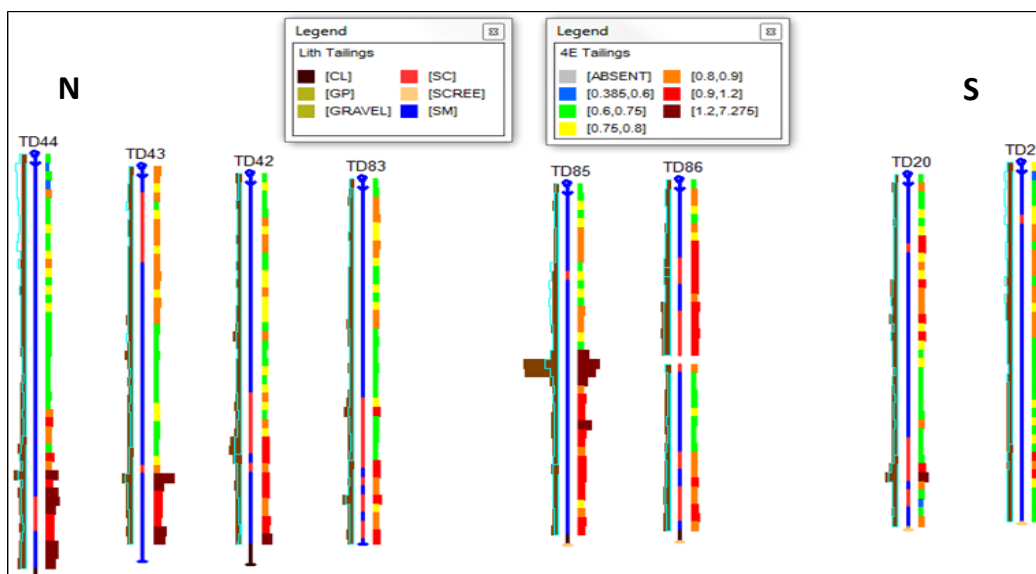 Legend
Lith Tailings
[CL] [SC]
[GP] [SCREE]
[GRAVEL] [SM]
Legend
4E Tailings
[ABSENT] [0.8,0.9]
[0.385,0.6] [0.9,1.2]
[0.6,0.75] [1.2,7.275]
[0.75,0.8]
N
S
TD44
TD43
TD42
TD83
TD85
TD86
TD20
TD2